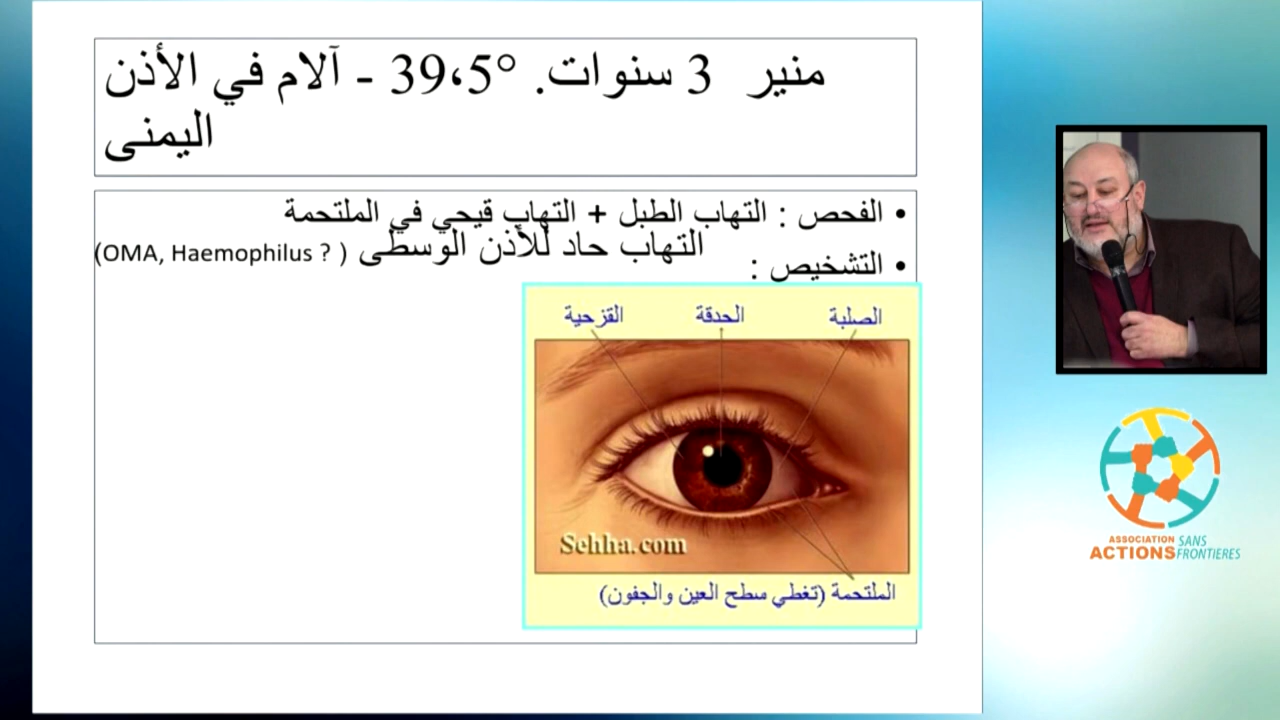 منير 3 سنوات. 39،5° - آلام في الأذن
اليمنى
• الفحص : التهاب الطبل + التهاب قيحي في الملتحمة
التهاب حاد للأذن الوسطى (OMA, Haemophilus ? )
• التشخيص :
الصلبة الحدقة القزحية
Sehha.com
الملتحمة (تغطي سطح العين والجفون)
ASSOCIATION SANS
ACTIONS FRONTIERES